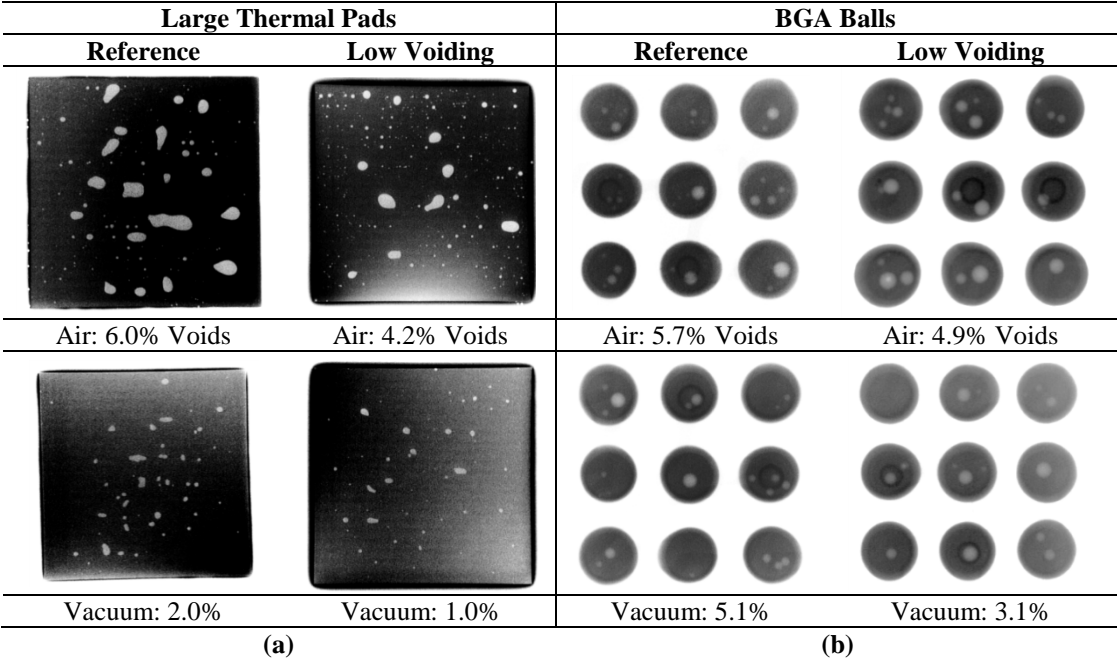 Large Thermal Pads BGA Balls
Reference Low Voiding Reference Low Voiding
Air: 6.0% Voids Air: 4.2% Voids Air: 5.7% Voids Air: 4.9% Voids
Vacuum: 2.0% Vacuum: 1.0% Vacuum: 5.1% Vacuum: 3.1%
(a) (b)